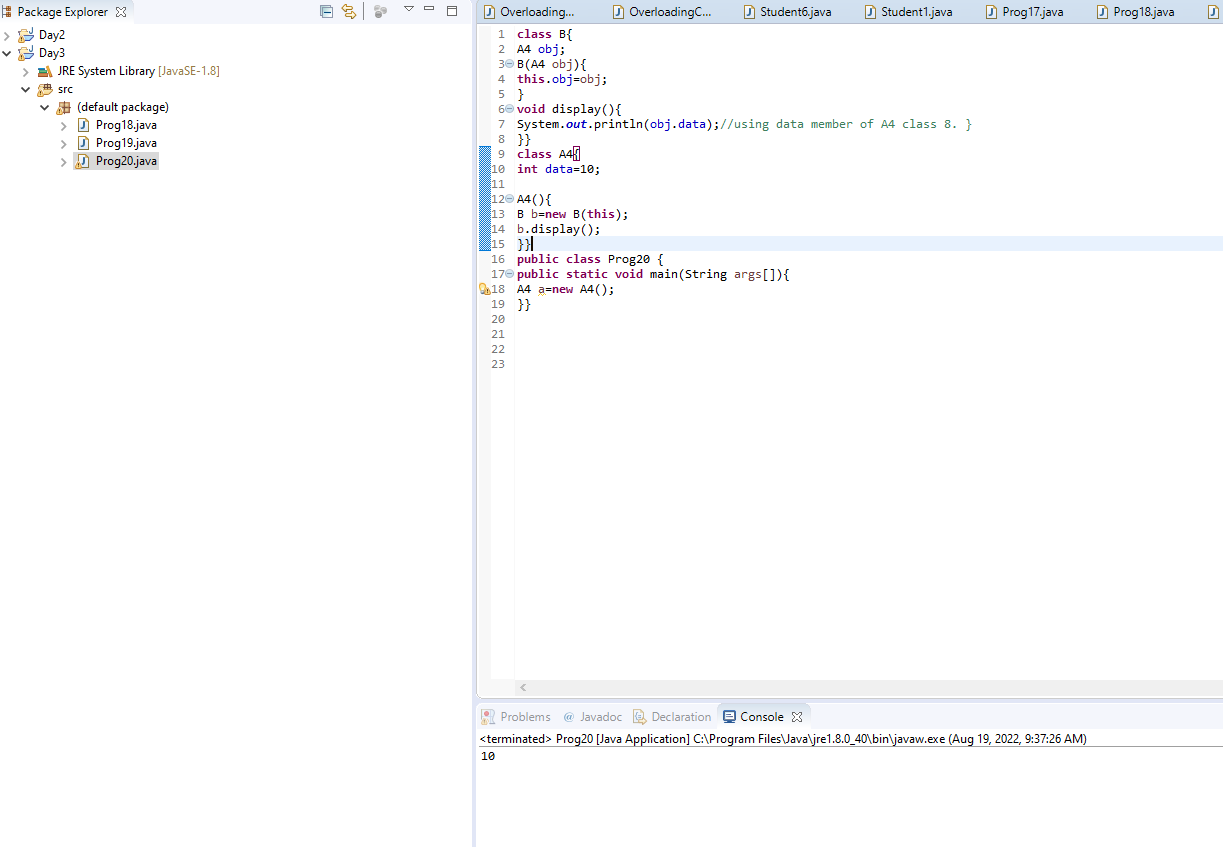 Package Explorer
Day2
Day3
JRE System Library [JavaSE-1.8]
src
(default package)
Prog18.java
Prog19.java
Prog20.java
Overloading... OverloadingC... Student6.java Student1.java Prog17.java Prog18.java
1 class B{
2 A4 obj;
3 B(A4 obj){
4 this.obj=obj;
5 }
6 void display(){
7 System.out.println(obj.data);//using data member of A4 class 8. }
8 }}
9 class A4{
10 int data=10;
11
12 A4(){
13 B b=new B(this);
14 b.display();
15 }}
16 public class Prog20 {
17 public static void main(String args[]){
18 A4 a=new A4();
19 }}
20
21
22
23
Problems @ Javadoc Declaration Console
<terminated> Prog20 [Java Application] C:\Program Files\Java\jre1.8.0_40\bin\javaw.exe (Aug 19, 2022, 9:37:26 AM)
10